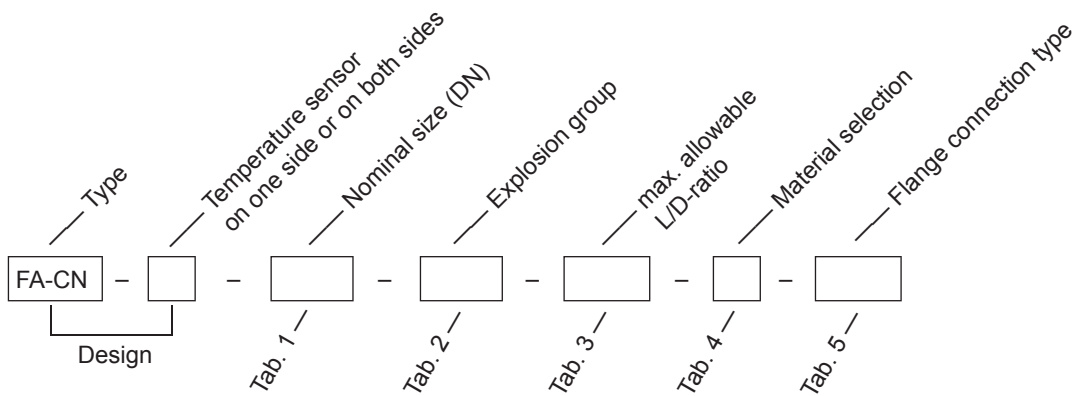 Type
Temperature sensor
on one side or on both sides
Nominal size (DN)
Explosion group
max. allowable
L/D-ratio
Material selection
Flange connection type
FA-CN – – – – – –
Design
Tab. 1
Tab. 2
Tab. 3
Tab. 4
Tab. 5